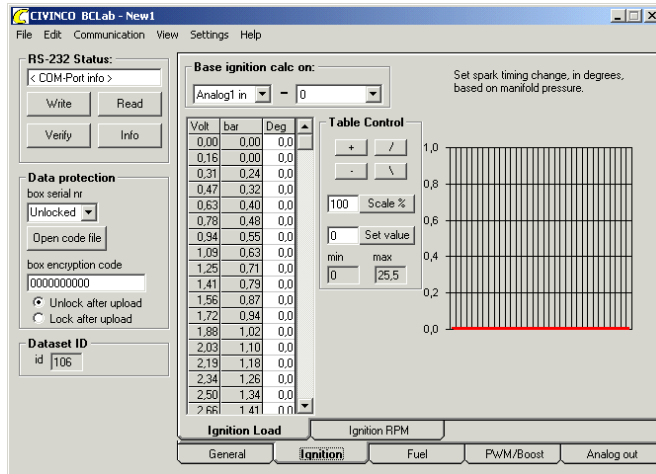 CIVINCO BCLab - New1
File Edit Communication View Settings Help
RS-232 Status:
< COM-Port info >
Write Read
Verify Info
Data protection
box serial nr
Unlocked
Open code file
box encryption code
0000000000
Unlock after upload
Lock after upload
Dataset ID
id 106
Base ignition calc on:
Analog1 in - 0
Set spark timing change, in degrees,
based on manifold pressure.
Volt bar Deg
0,00 0,00 0,0
0,16 0,00 0,0
0,31 0,24 0,0
0,47 0,32 0,0
0,63 0,40 0,0
0,78 0,48 0,0
0,94 0,55 0,0
1,09 0,63 0,0
1,25 0,71 0,0
1,41 0,79 0,0
1,56 0,87 0,0
1,72 0,94 0,0
1,88 1,02 0,0
2,03 1,10 0,0
2,19 1,18 0,0
2,34 1,26 0,0
2,50 1,34 0,0
2,66 1,41 0,0
Table Control
+ /
- \
100 Scale %
0 Set value
min max
0 25,5
1,0
0,8
0,6
0,4
0,2
0,0
Ignition Load Ignition RPM
General Ignition Fuel PWM/Boost Analog out